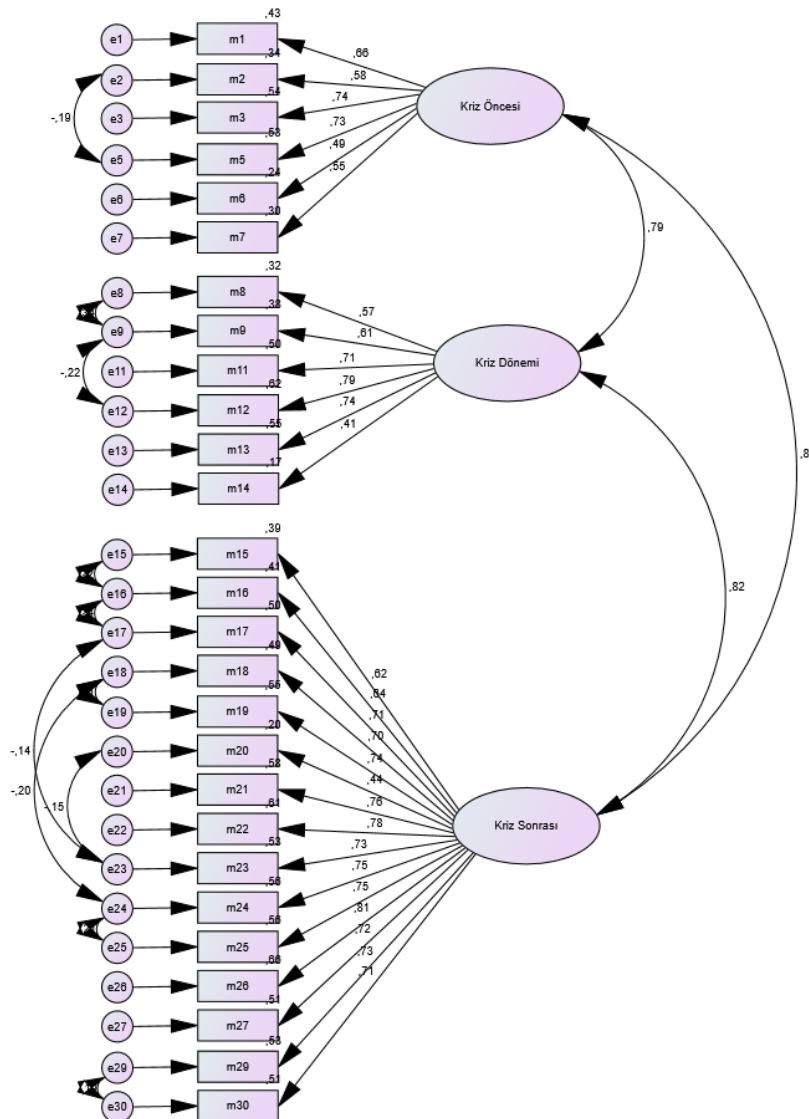 ,43
e1 m1 ,66
,34
e2 m2 ,58
,54
-,19 e3 m3 ,74
Kriz Öncesi
,53
e5 m5 ,73
,24
e6 m6 ,49
,30
e7 m7 ,55
,79
,32
e8 m8 ,57
,38
e9 m9 ,61
,50
-,22 e11 m11 ,71
Kriz Dönemi
,62
e12 m12 ,79
,55
e13 m13 ,74
,17
e14 m14 ,41
,8
,39
e15 m15 ,62
,41
e16 m16 ,64
,82
,50
e17 m17 ,71
,49
e18 m18 ,70
,55
e19 m19 ,74
,20
-,14 e20 m20 ,44
,58
-,20 e21 m21 ,76
-,15
,61
e22 m22 ,78
Kriz Sonrası
,53
e23 m23 ,73
,56
e24 m24 ,75
,56
e25 m25 ,75
,66
e26 m26 ,81
,51
e27 m27 ,72
,53
e29 m29 ,73
,51
e30 m30 ,71